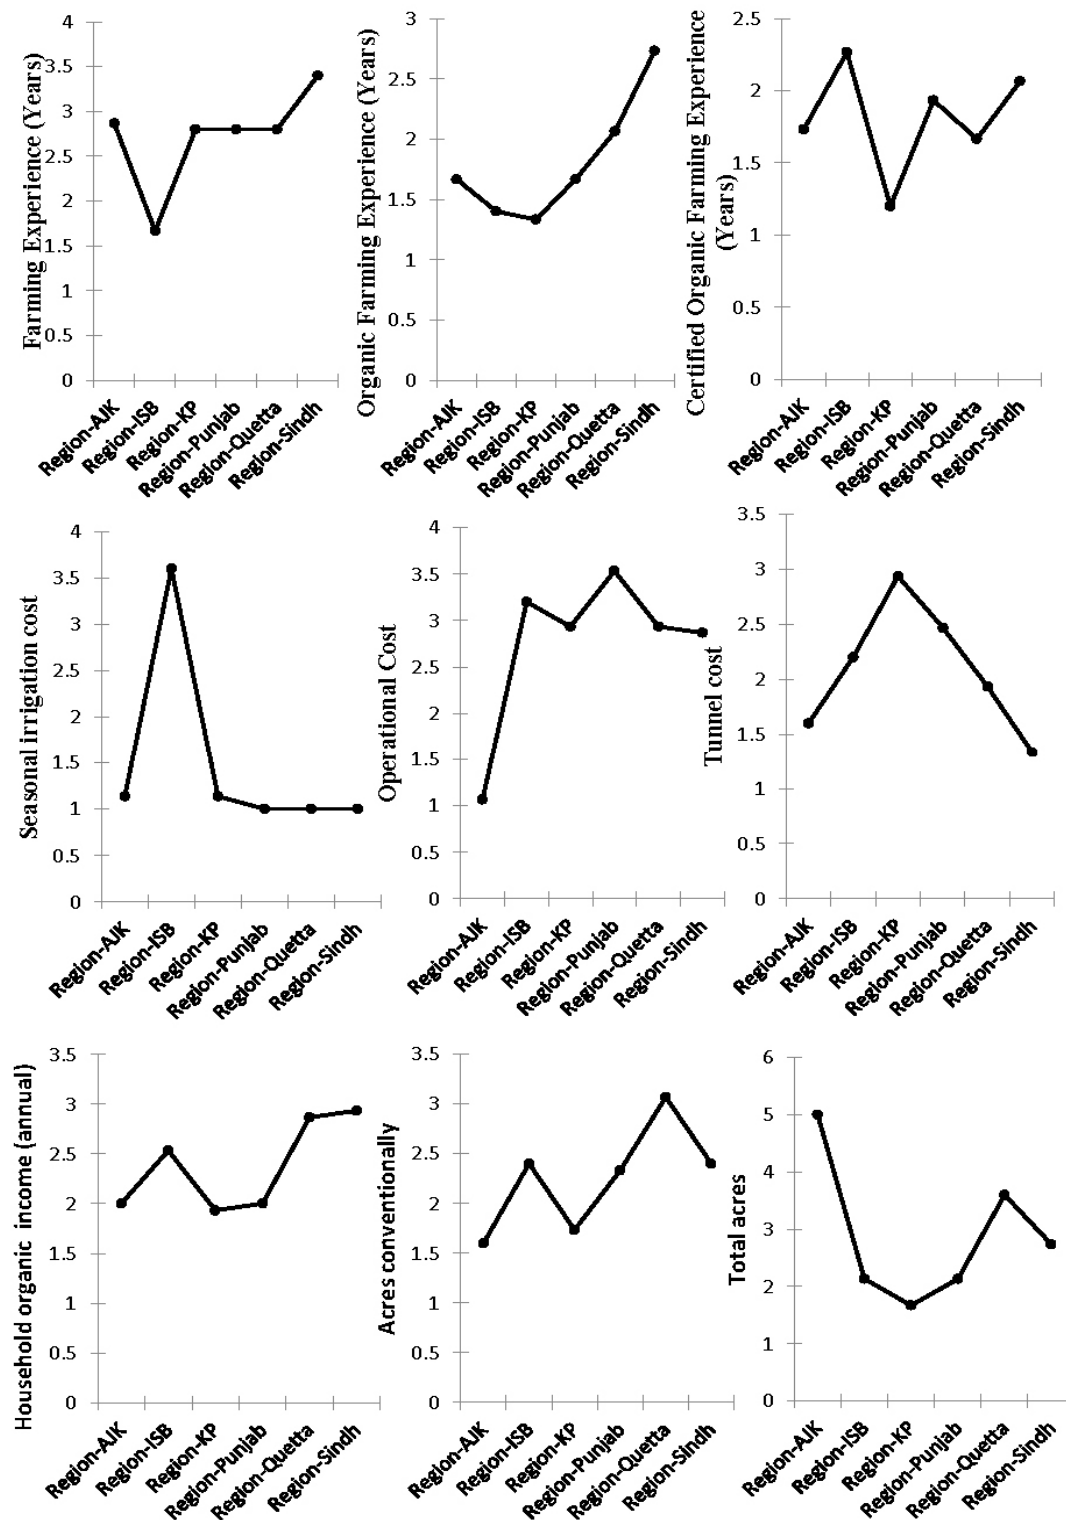 Farming Experience (Years)
4
3.5
3
2.5
2
1.5
1
0.5
0
Region-AJK
Region-ISB
Region-KP
Region-Punjab
Region-Quetta
Region-Sindh
Organic Farming Experience (Years)
3
2.5
2
1.5
1
0.5
0
Region-AJK
Region-ISB
Region-KP
Region-Punjab
Region-Quetta
Region-Sindh
Certified Organic Farming Experience
(Years)
2.5
2
1.5
1
0.5
0
Region-AJK
Region-ISB
Region-KP
Region-Punjab
Region-Quetta
Region-Sindh
Seasonal irrigation cost
4
3.5
3
2.5
2
1.5
1
0.5
0
Region-AJK
Region-ISB
Region-KP
Region-Punjab
Region-Quetta
Region-Sindh
Operational Cost
4
3.5
3
2.5
2
1.5
1
0.5
0
Region-AJK
Region-ISB
Region-KP
Region-Punjab
Region-Quetta
Region-Sindh
Tunnel cost
3.5
3
2.5
2
1.5
1
0.5
0
Region-AJK
Region-ISB
Region-KP
Region-Punjab
Region-Quetta
Region-Sindh
Household organic income (annual)
3.5
3
2.5
2
1.5
1
0.5
0
Region-AJK
Region-ISB
Region-KP
Region-Punjab
Region-Quetta
Region-Sindh
Acres conventionally
3.5
3
2.5
2
1.5
1
0.5
0
Region-AJK
Region-ISB
Region-KP
Region-Punjab
Region-Quetta
Region-Sindh
Total acres
6
5
4
3
2
1
0
Region-AJK
Region-ISB
Region-KP
Region-Punjab
Region-Quetta
Region-Sindh